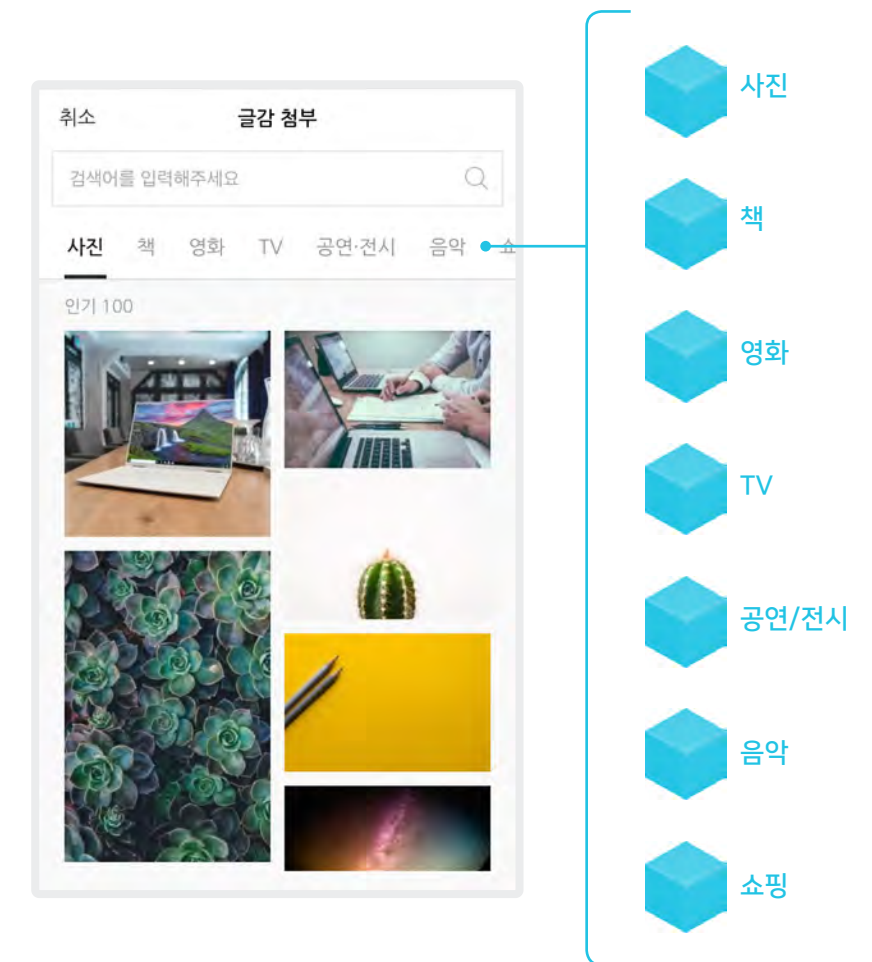 취소
글감 첨부
검색어를 입력해주세요
사진 책 영화 TV 공연·전시 음악 쇼
인기 100
사진
책
영화
TV
공연/전시
음악
쇼핑